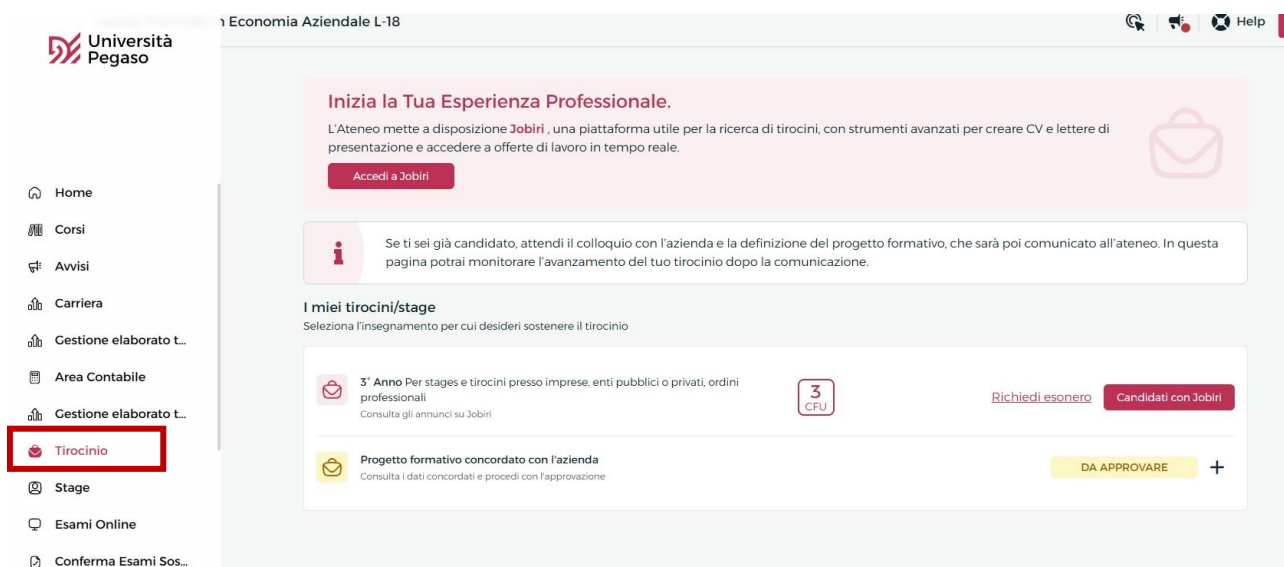 n Economia Aziendale L-18
Help
Università
Pegaso
Home
Corsi
Avvisi
Carriera
Gestione elaborato t...
Area Contabile
Gestione elaborato t...
Tirocinio
Stage
Esami Online
Conferma Esami Sos...
Inizia la Tua Esperienza Professionale.
L'Ateneo mette a disposizione Jobiri , una piattaforma utile per la ricerca di tirocini, con strumenti avanzati per creare CV e lettere di
presentazione e accedere a offerte di lavoro in tempo reale.
Accedi a Jobiri
Se ti sei già candidato, attendi il colloquio con l'azienda e la definizione del progetto formativo, che sarà poi comunicato all'ateneo. In questa
pagina potrai monitorare l'avanzamento del tuo tirocinio dopo la comunicazione.
I miei tirocini/stage
Seleziona l'insegnamento per cui desideri sostenere il tirocinio
3° Anno Per stages e tirocini presso imprese, enti pubblici o privati, ordini
professionali
Consulta gli annunci su Jobiri
3
CFU
Richiedi esonero
Candidati con Jobiri
Progetto formativo concordato con l'azienda
Consulta i dati concordati e procedi con l'approvazione
DA APPROVARE